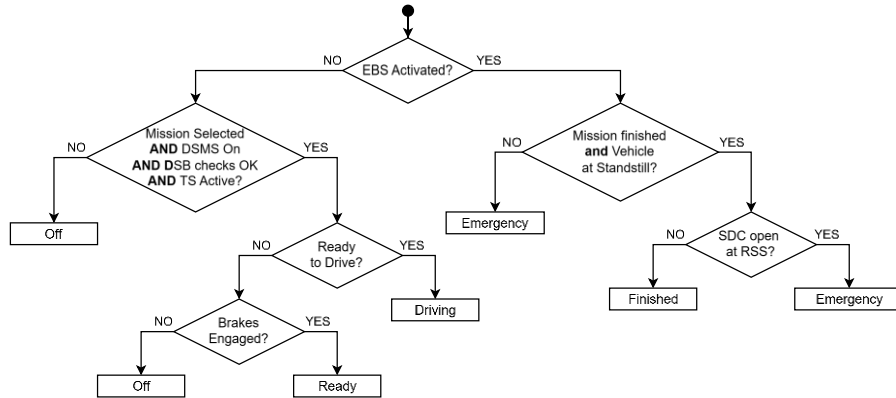 NO
EBS Activated?
YES
NO
Mission Selected
AND DSMS On
AND DSB checks OK
AND TS Active?
YES
NO
Mission finished
and Vehicle
at Standstill?
YES
Off
Emergency
NO
Ready
to Drive?
YES
NO
SDC open
at RSS?
YES
Driving
Finished
Emergency
NO
Brakes
Engaged?
YES
Off
Ready